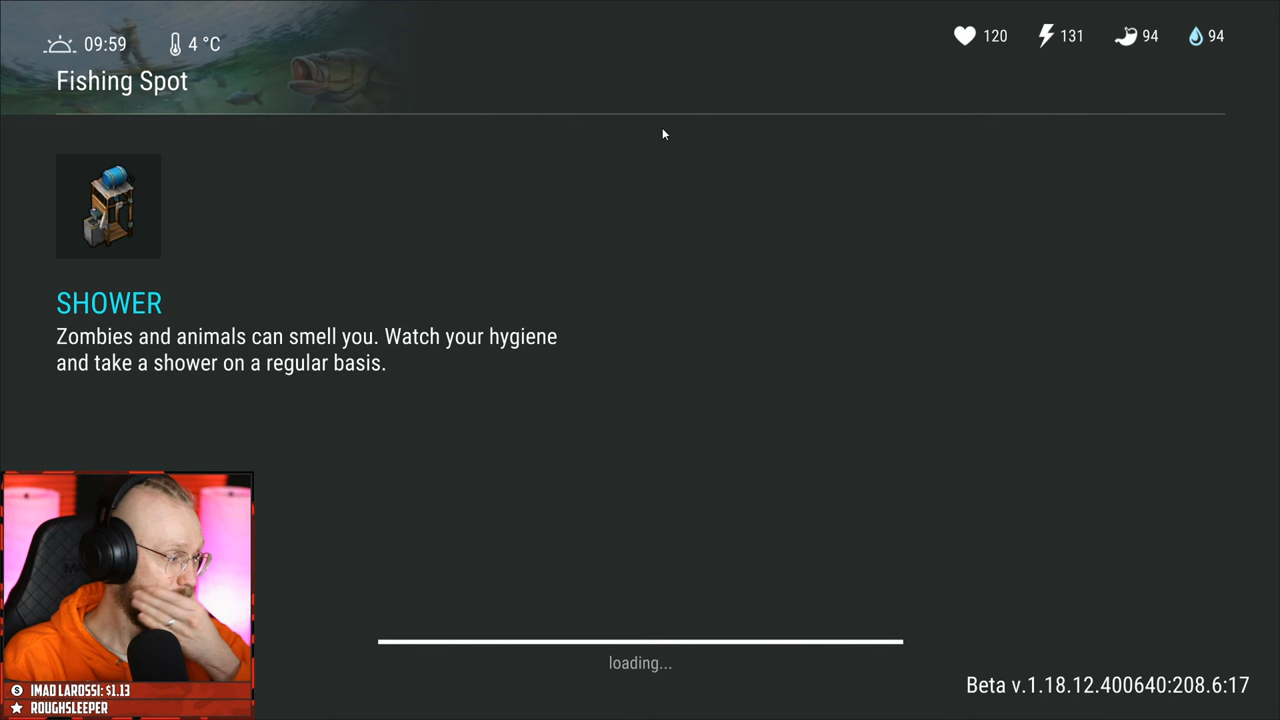 09:59 4 °C 120 131 94 94
Fishing Spot
SHOWER
Zombies and animals can smell you. Watch your hygiene
and take a shower on a regular basis.
loading...
Beta v.1.18.12.400640:208.6:17
S IMAD LAROSSI: $1.13
ROUGHSLEEPER